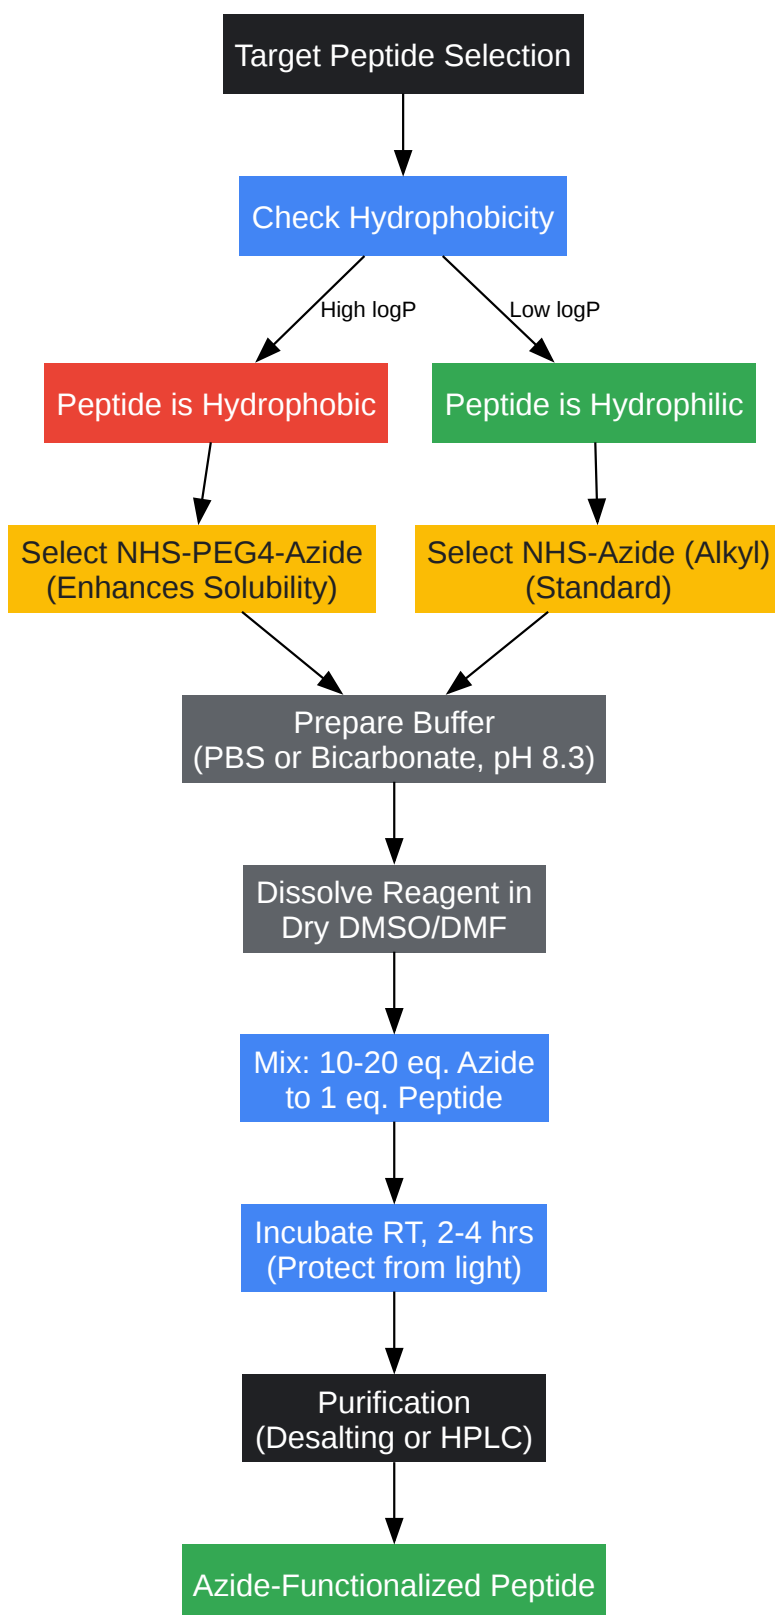 Target Peptide Selection
Check Hydrophobicity
High logP
Low logP
Peptide is Hydrophobic
Peptide is Hydrophilic
Select NHS-PEG4-Azide
(Enhances Solubility)
Select NHS-Azide (Alkyl)
(Standard)
Prepare Buffer
(PBS or Bicarbonate, pH 8.3)
Dissolve Reagent in
Dry DMSO/DMF
Mix: 10-20 eq. Azide
to 1 eq. Peptide
Incubate RT, 2-4 hrs
(Protect from light)
Purification
(Desalting or HPLC)
Azide-Functionalized Peptide